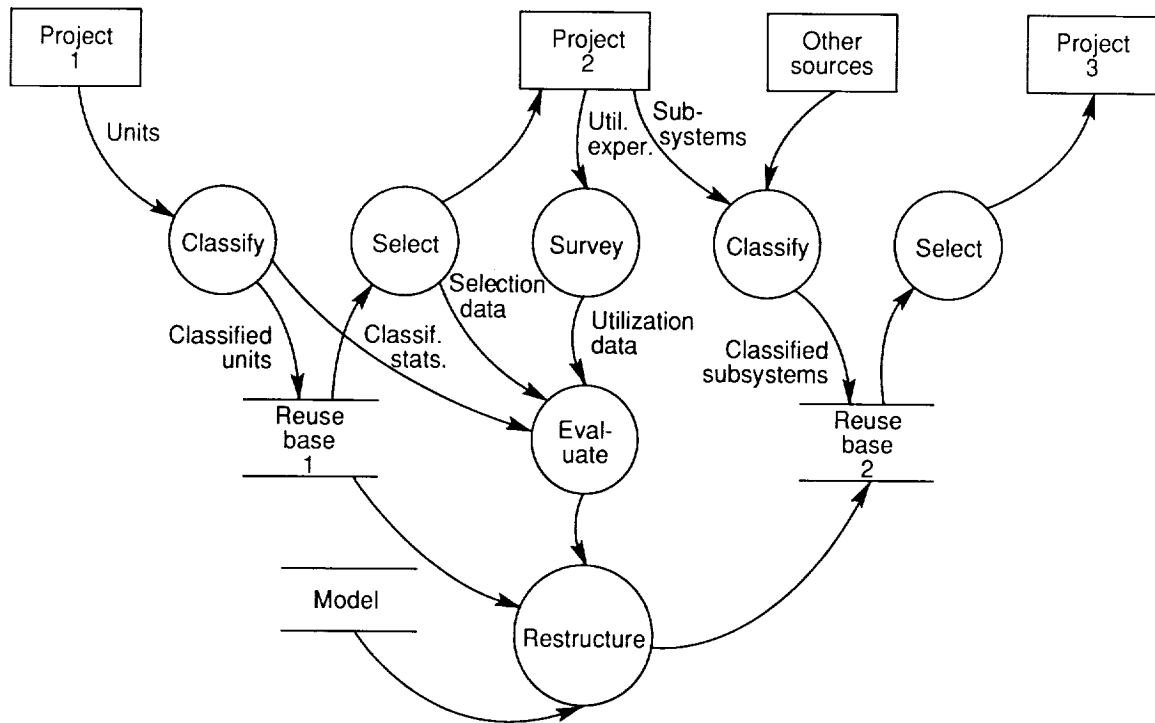 Project
1
Project
2
Other
sources
Project
3
Units
Util.
exper.
Sub-
systems
Classify
Select
Survey
Classify
Select
Selection
data
Classified
units
Classif.
stats.
Utilization
data
Classified
subsystems
Reuse
base
1
Eval-
uate
Reuse
base
2
Model
Restructure